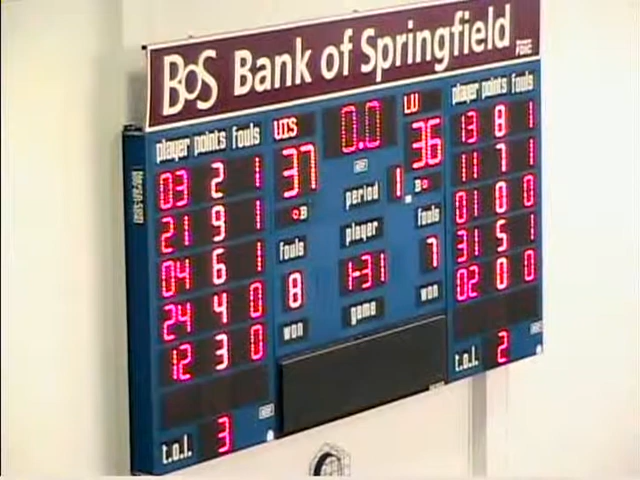 BOS Bank of Springfield
player points fouls UIS 0.0 LU player points fouls
37 36
03 2 1 period 1 13 8 1
21 9 1 B B 11 7 1
04 6 1 fouls player fouls 01 0 0
24 4 0 8 1-31 7 31 5 1
12 3 0 won game won 02 0 0
t.o.l. 3 t.o.l. 2